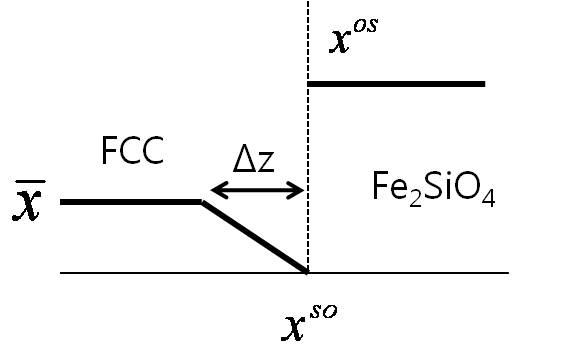 x^{os}
FCC
Δz
x̅
Fe₂SiO₄
x^{so}